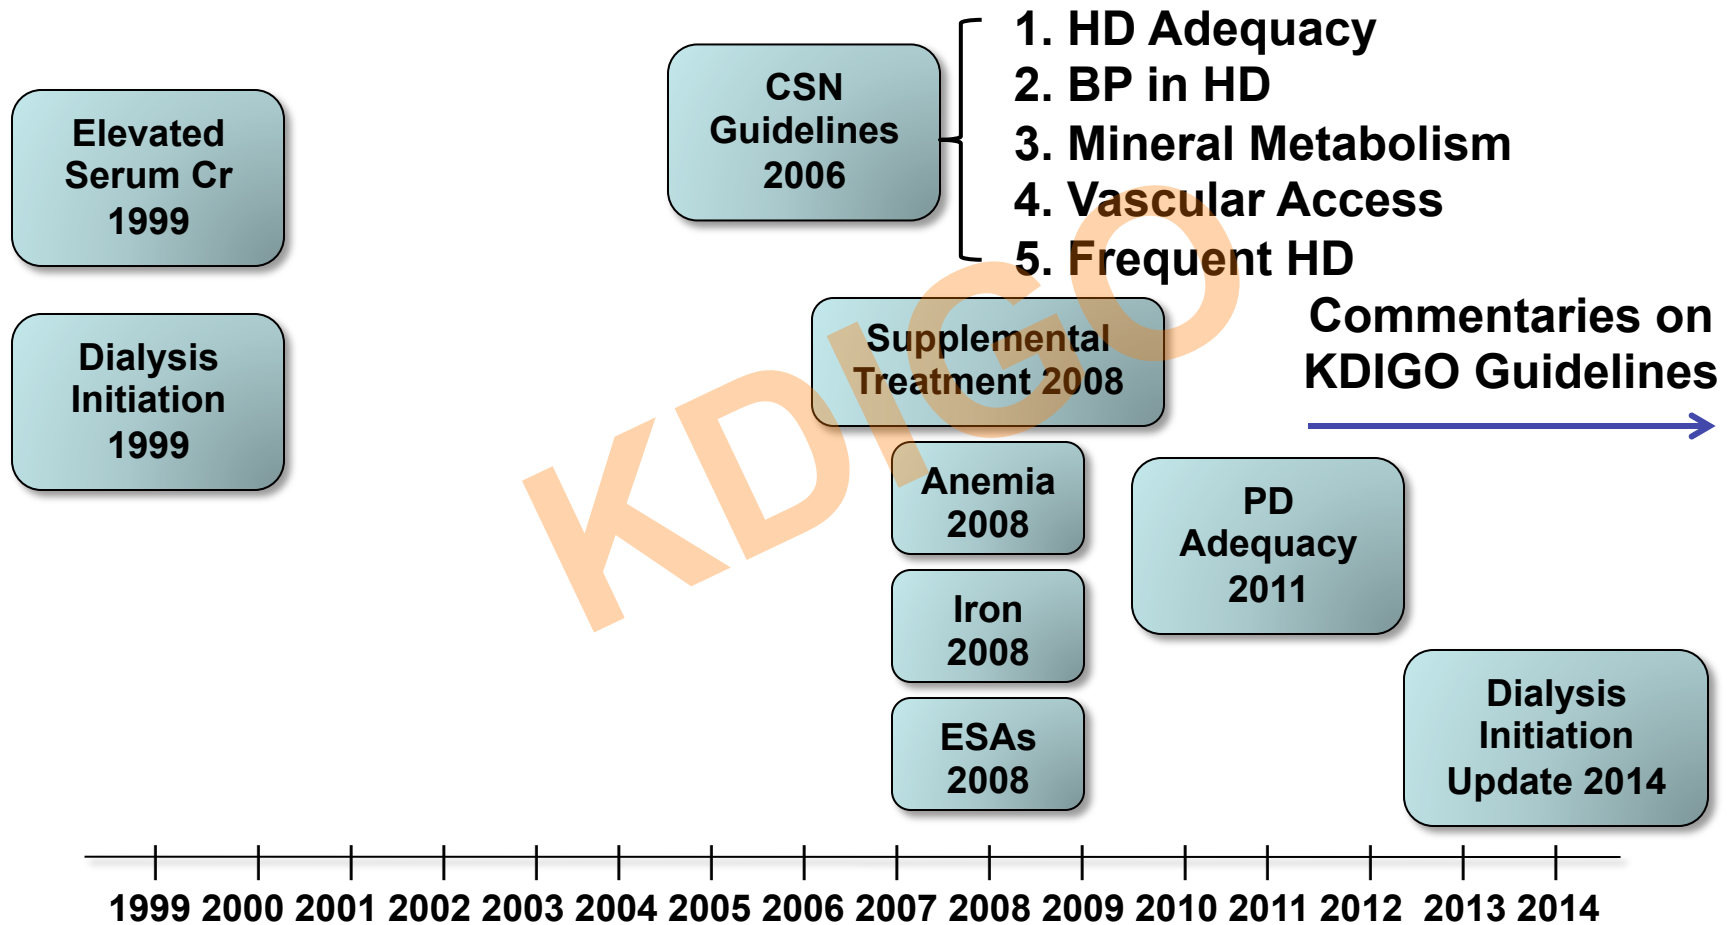 Elevated
Serum Cr
1999
Dialysis
Initiation
1999
CSN
Guidelines
2006
1. HD Adequacy
2. BP in HD
3. Mineral Metabolism
4. Vascular Access
5. Frequent HD
Supplemental
Treatment 2008
Commentaries on
KDIGO Guidelines
Anemia
2008
Iron
2008
ESAs
2008
PD
Adequacy
2011
Dialysis
Initiation
Update 2014
KDIGO
1999 2000 2001 2002 2003 2004 2005 2006 2007 2008 2009 2010 2011 2012 2013 2014